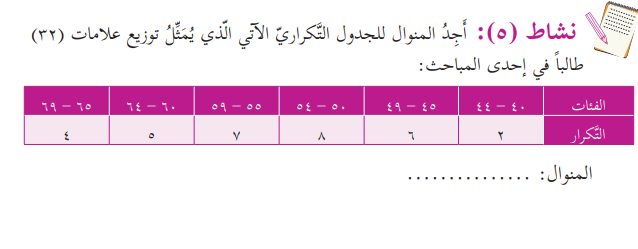 نشاط (٥): أَجِدُ المنوال للجدول التَّكراريّ الآتي الّذي يُمَثِّلُ توزيع علامات (٣٢)
طالباً في إحدى المباحث:
الفئات ٤٠ – ٤٤ ٤٥ – ٤٩ ٥٠ – ٥٤ ٥٥ – ٥٩ ٦٠ – ٦٤ ٦٥ – ٦٩
التَّكرار ٢ ٦ ٨ ٧ ٥ ٤
المنوال: ...............